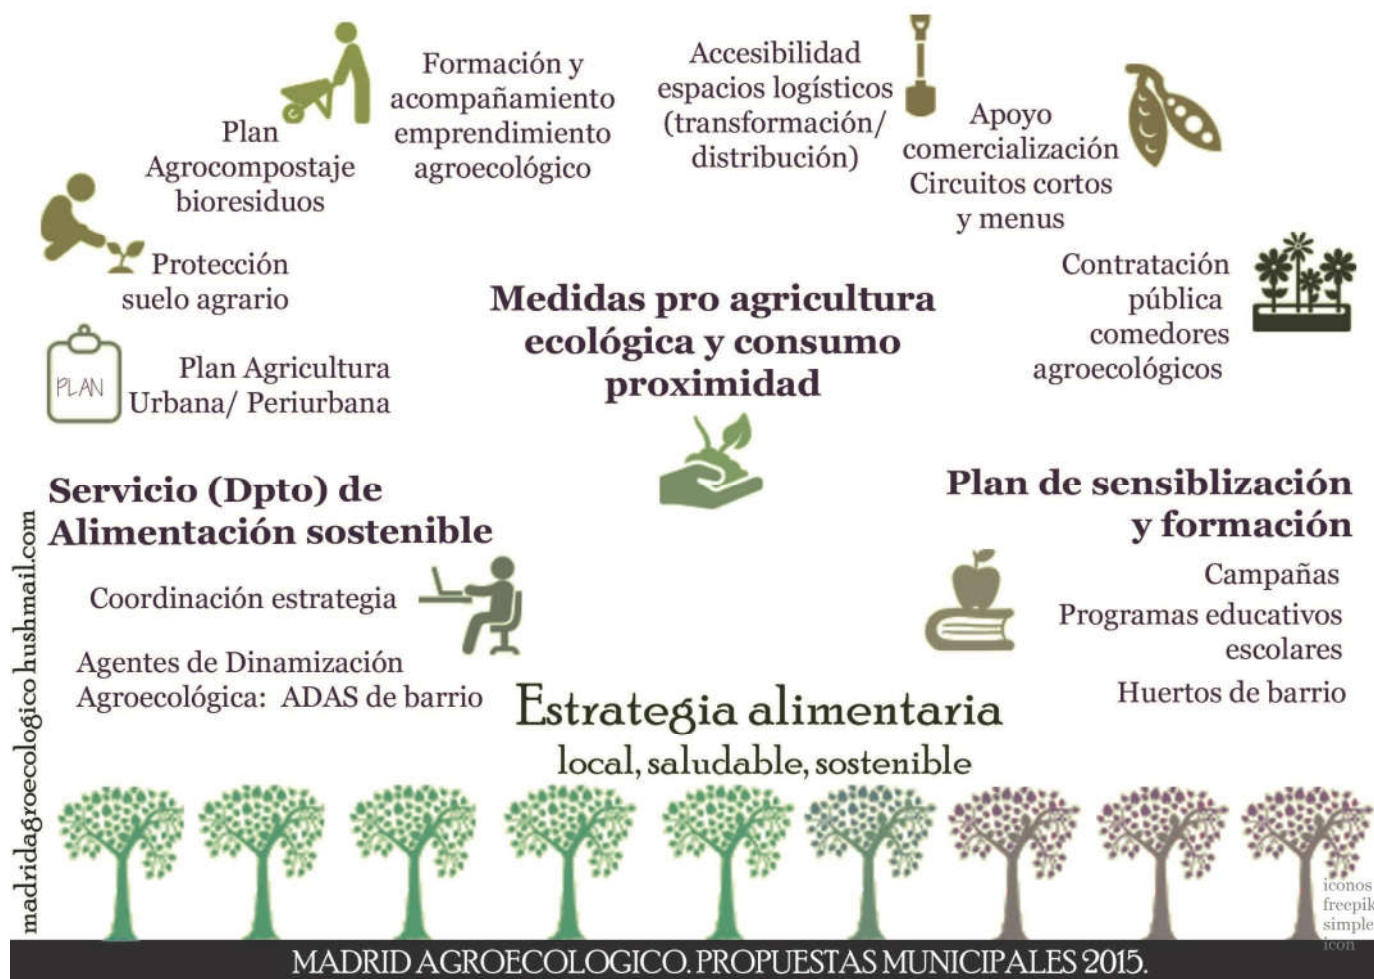 Formación y
acompañamiento
emprendimiento
agroecológico
Accesibilidad
espacios logísticos
(transformación/
distribución)
Plan
Agrocompostaje
bioresiduos
Apoyo
comercialización
Circuitos cortos
y menus
Protección
suelo agrario
Contratación
pública
comedores
agroecológicos
PLAN
Plan Agricultura
Urbana/ Periurbana
Medidas pro agricultura
ecológica y consumo
proximidad
Servicio (Dpto) de
Alimentación sostenible
Coordinación estrategia
Agentes de Dinamización
Agroecológica: ADAS de barrio
Plan de sensiblización
y formación
Campañas
Programas educativos
escolares
Huertos de barrio
Estrategia alimentaria
local, saludable, sostenible
madridagroecologico hushmail.com
iconos
freepik
simple
icon
MADRID AGROECOLOGICO. PROPUESTAS MUNICIPALES 2015.